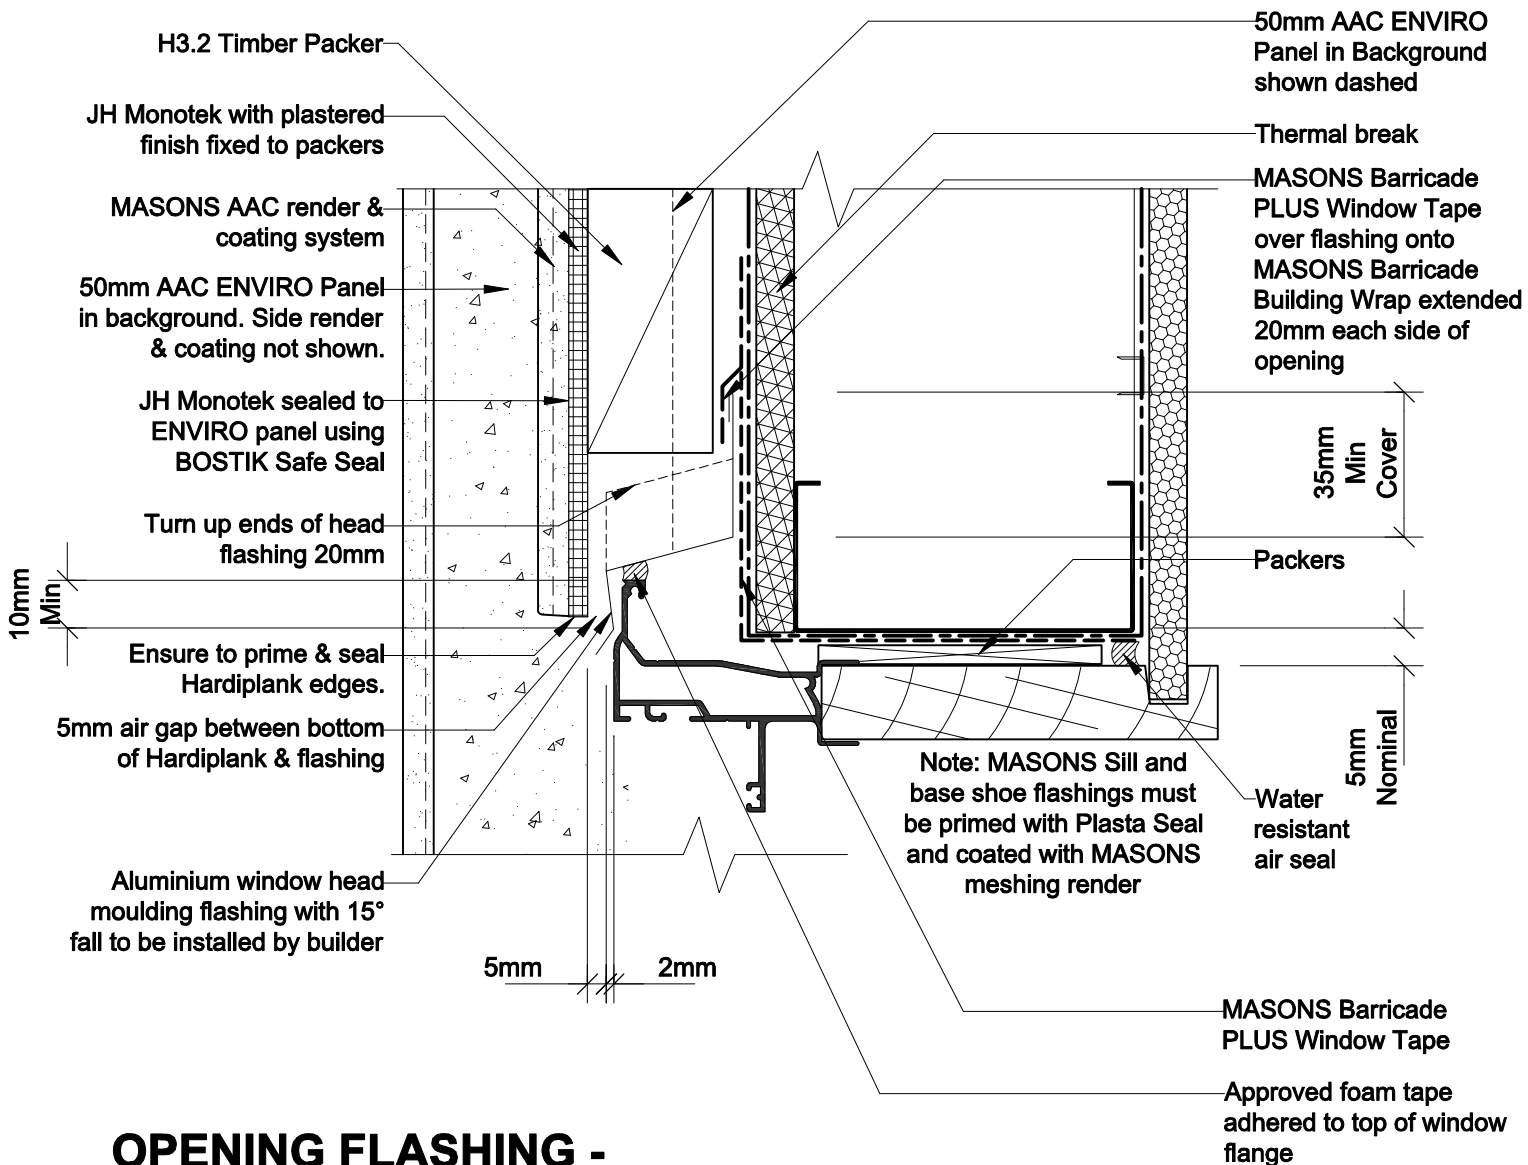 H3.2 Timber Packer
JH Monotek with plastered
finish fixed to packers
MASONS AAC render &
coating system
50mm AAC ENVIRO Panel
in background. Side render
& coating not shown.
JH Monotek sealed to
ENVIRO panel using
BOSTIK Safe Seal
Turn up ends of head
flashing 20mm
10mm
Min
Ensure to prime & seal
Hardiplank edges.
5mm air gap between bottom
of Hardiplank & flashing
Aluminium window head
moulding flashing with 15°
fall to be installed by builder
5mm
2mm
50mm AAC ENVIRO
Panel in Background
shown dashed
Thermal break
MASONS Barricade
PLUS Window Tape
over flashing onto
MASONS Barricade
Building Wrap extended
20mm each side of
opening
35mm
Min
Cover
Packers
5mm
Nominal
Note: MASONS Sill and
base shoe flashings must
be primed with Plasta Seal
and coated with MASONS
meshing render
Water
resistant
air seal
MASONS Barricade
PLUS Window Tape
Approved foam tape
adhered to top of window
flange
OPENING FLASHING -